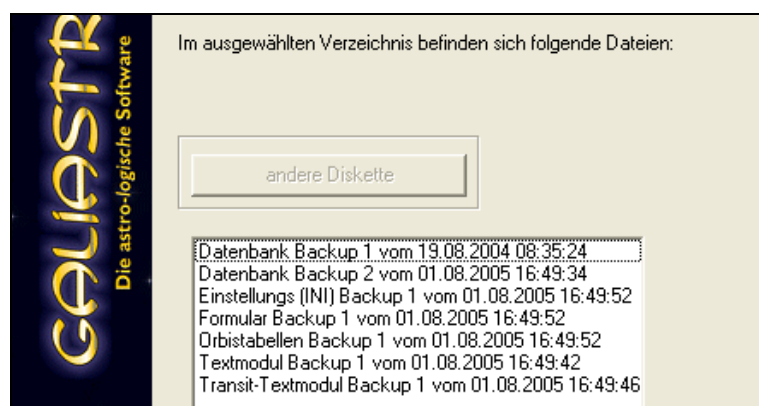 GALIASTR
Die astro-logische Software
Im ausgewählten Verzeichnis befinden sich folgende Dateien:
andere Diskette
Datenbank Backup 1 vom 19.08.2004 08:35:24
Datenbank Backup 2 vom 01.08.2005 16:49:34
Einstellungs (INI) Backup 1 vom 01.08.2005 16:49:52
Formular Backup 1 vom 01.08.2005 16:49:52
Orbistabellen Backup 1 vom 01.08.2005 16:49:52
Textmodul Backup 1 vom 01.08.2005 16:49:42
Transit-Textmodul Backup 1 vom 01.08.2005 16:49:46